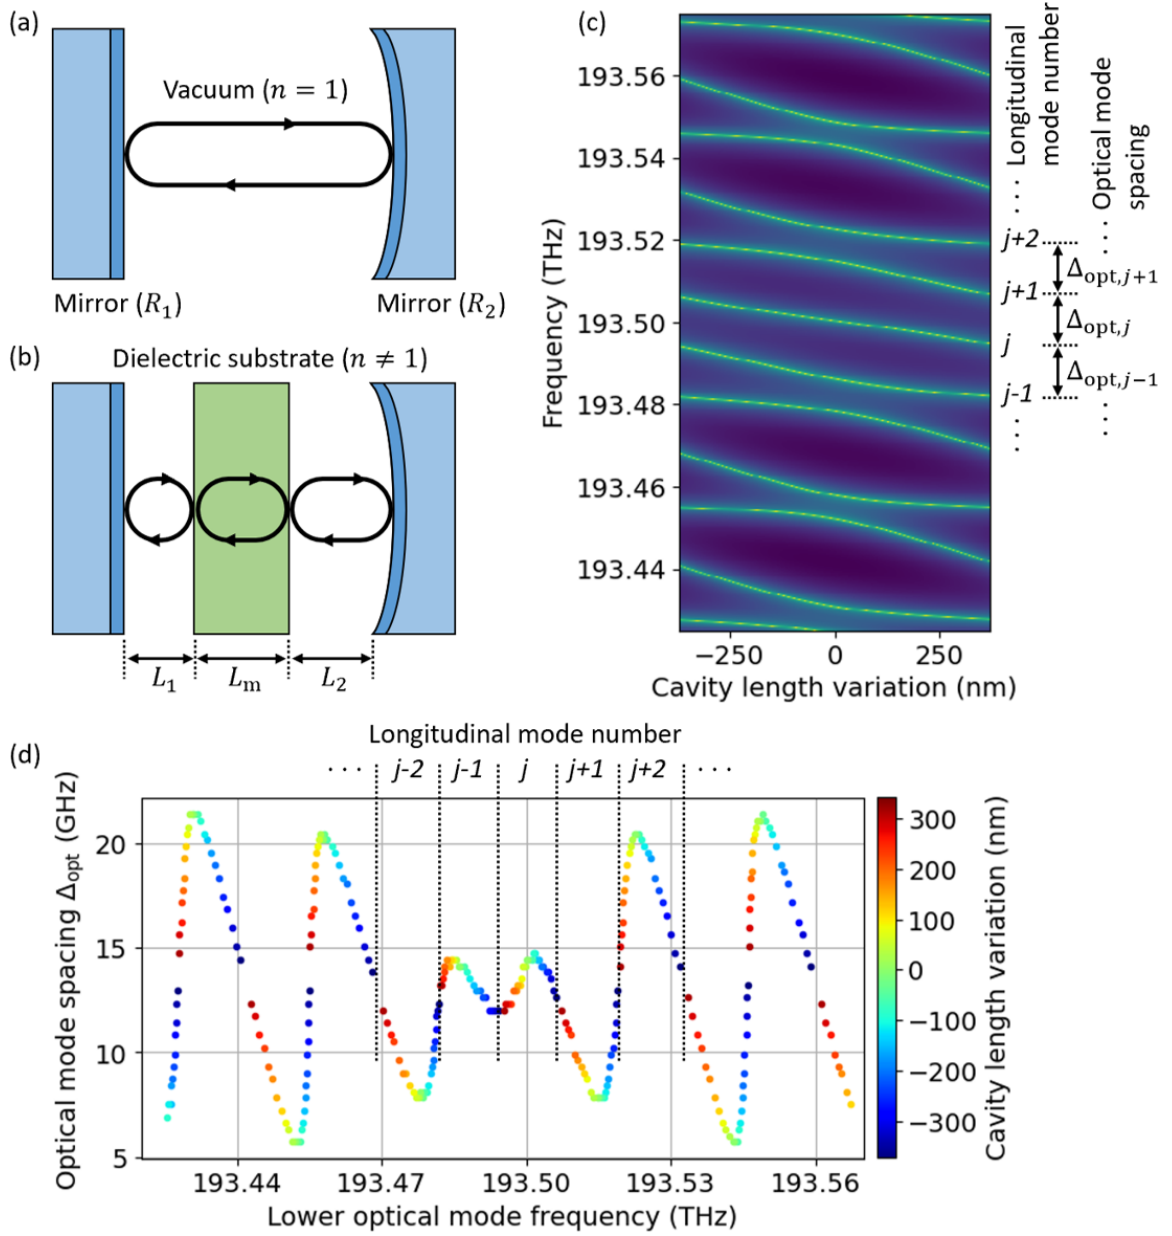 (a)
Vacuum (n = 1)
Mirror (R₁)
Mirror (R₂)
(b)
Dielectric substrate (n ≠ 1)
L₁
Lₘ
L₂
(c)
Frequency (THz)
193.56
193.54
193.52
193.50
193.48
193.46
193.44
−250
0
250
Cavity length variation (nm)
Longitudinal
mode number
Optical mode
spacing
...
...
j+2
Δopt,j+1
j+1
Δopt,j
j
Δopt,j−1
j-1
...
...
(d)
Longitudinal mode number
... j-2 j-1 j j+1 j+2 ...
Optical mode spacing Δopt (GHz)
20
15
10
5
193.44
193.47
193.50
193.53
193.56
Lower optical mode frequency (THz)
300
200
100
0
−100
−200
−300
Cavity length variation (nm)